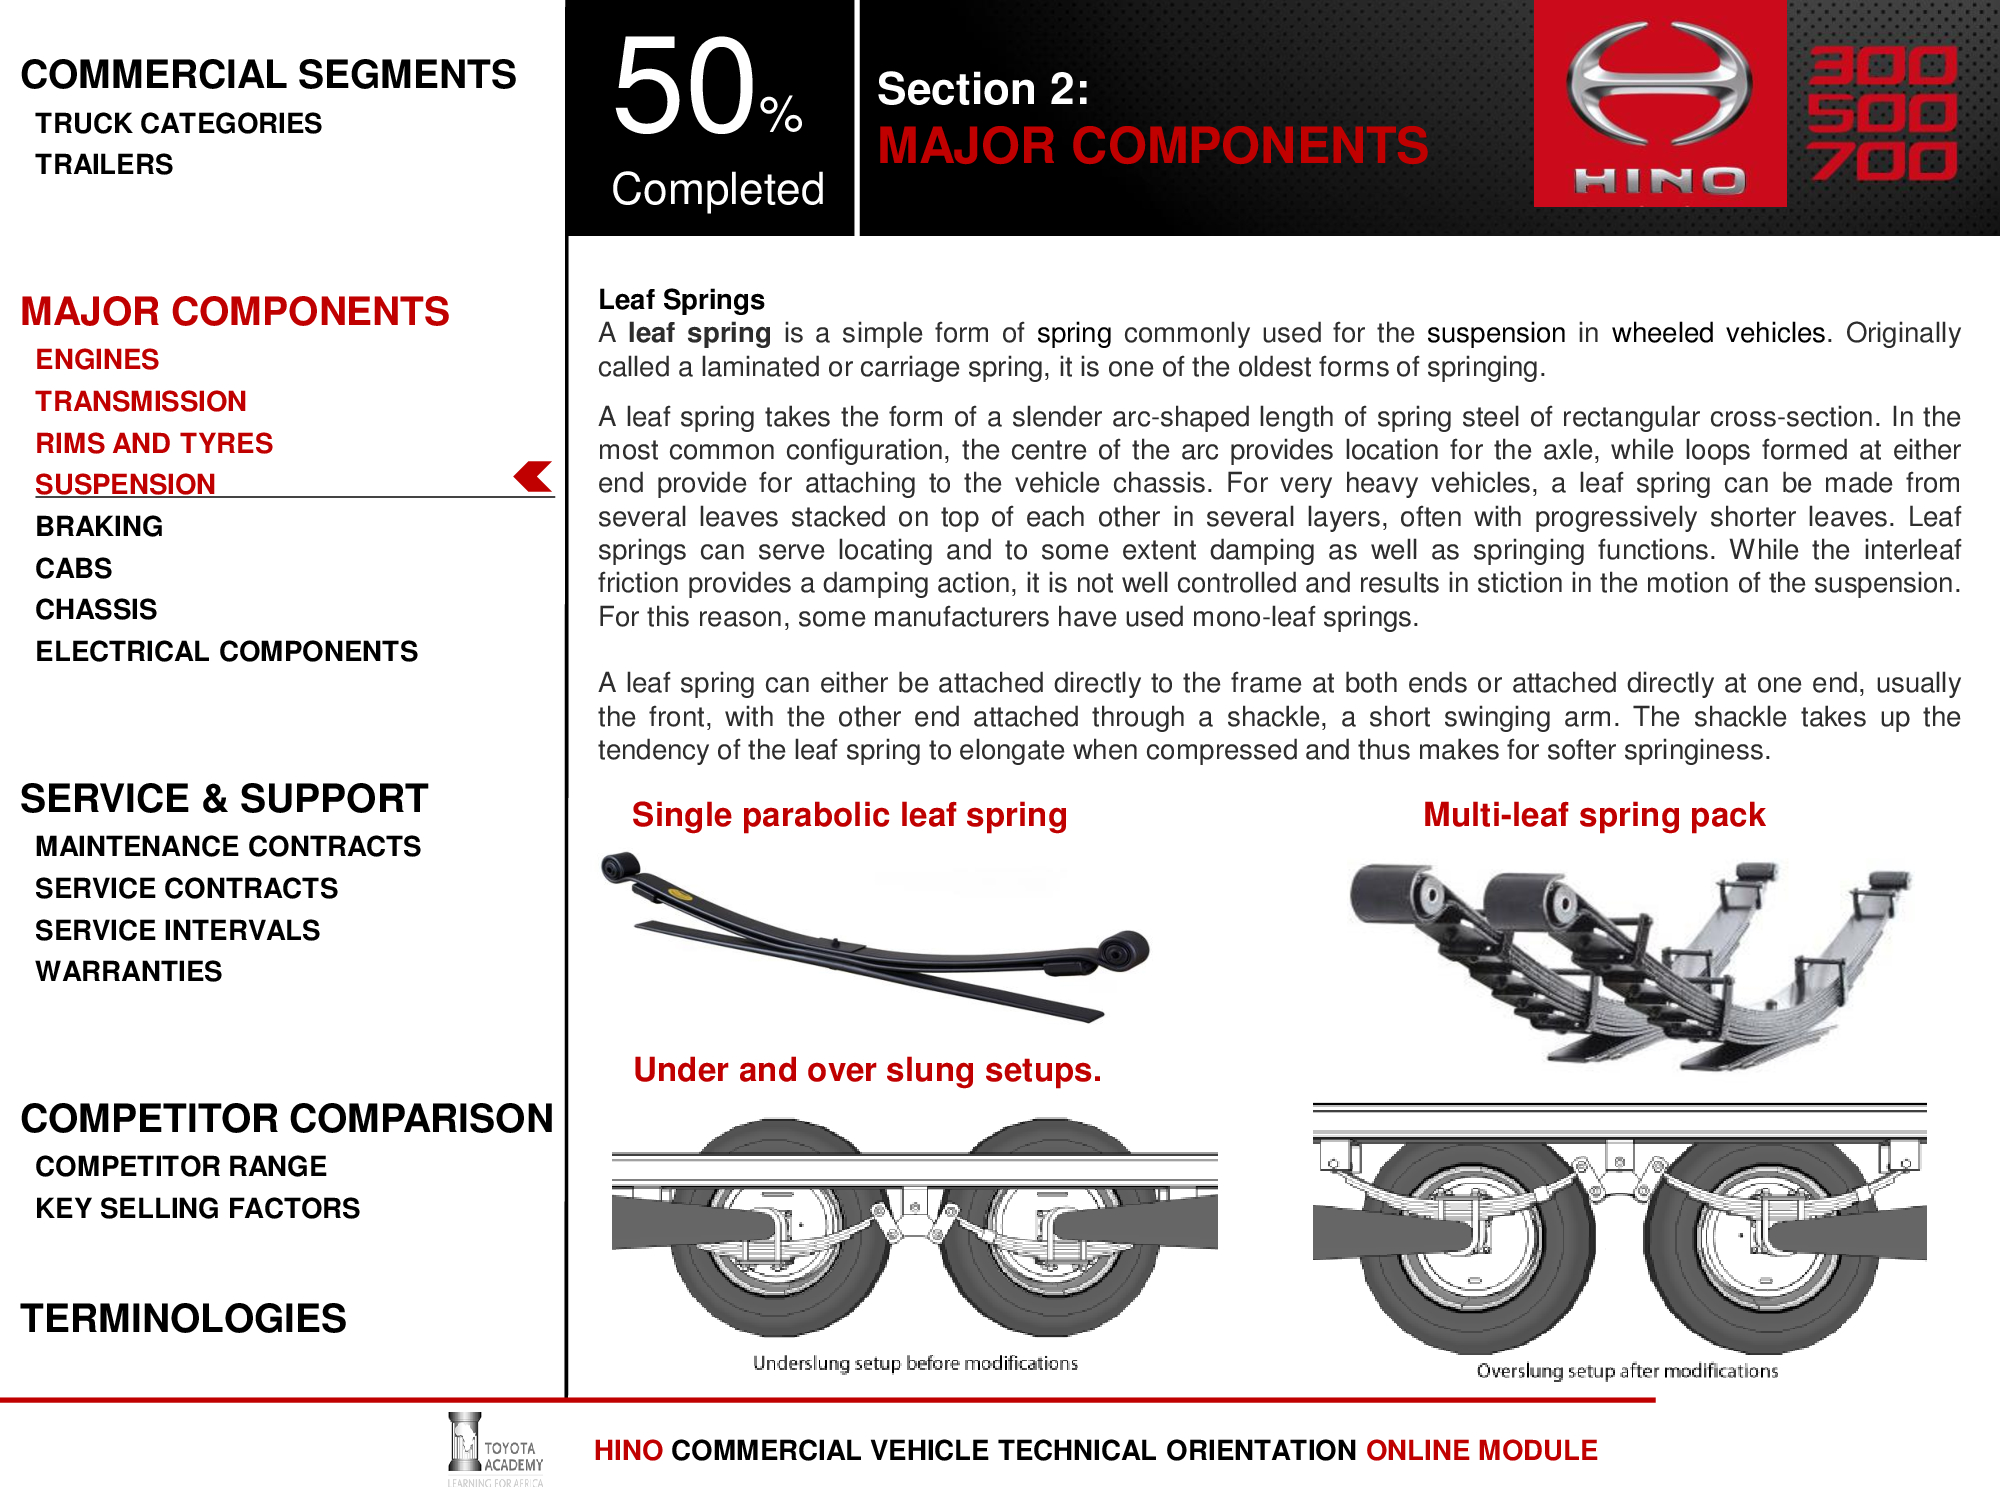 COMMERCIAL SEGMENTS
TRUCK CATEGORIES
TRAILERS
MAJOR COMPONENTS
ENGINES
TRANSMISSION
RIMS AND TYRES
SUSPENSION
BRAKING
CABS
CHASSIS
ELECTRICAL COMPONENTS
SERVICE & SUPPORT
MAINTENANCE CONTRACTS
SERVICE CONTRACTS
SERVICE INTERVALS
WARRANTIES
COMPETITOR COMPARISON
COMPETITOR RANGE
KEY SELLING FACTORS
TERMINOLOGIES
50%
Completed
Section 2:
MAJOR COMPONENTS
HINO
300
500
700
Leaf Springs
A leaf spring is a simple form of spring commonly used for the suspension in wheeled vehicles. Originally
called a laminated or carriage spring, it is one of the oldest forms of springing.
A leaf spring takes the form of a slender arc-shaped length of spring steel of rectangular cross-section. In the
most common configuration, the centre of the arc provides location for the axle, while loops formed at either
end provide for attaching to the vehicle chassis. For very heavy vehicles, a leaf spring can be made from
several leaves stacked on top of each other in several layers, often with progressively shorter leaves. Leaf
springs can serve locating and to some extent damping as well as springing functions. While the interleaf
friction provides a damping action, it is not well controlled and results in stiction in the motion of the suspension.
For this reason, some manufacturers have used mono-leaf springs.
A leaf spring can either be attached directly to the frame at both ends or attached directly at one end, usually
the front, with the other end attached through a shackle, a short swinging arm. The shackle takes up the
tendency of the leaf spring to elongate when compressed and thus makes for softer springiness.
Single parabolic leaf spring
Multi-leaf spring pack
Under and over slung setups.
Underslung setup before modifications
Overslung setup after modifications
TOYOTA
ACADEMY
LEARNING FOR AFRICA
HINO COMMERCIAL VEHICLE TECHNICAL ORIENTATION ONLINE MODULE